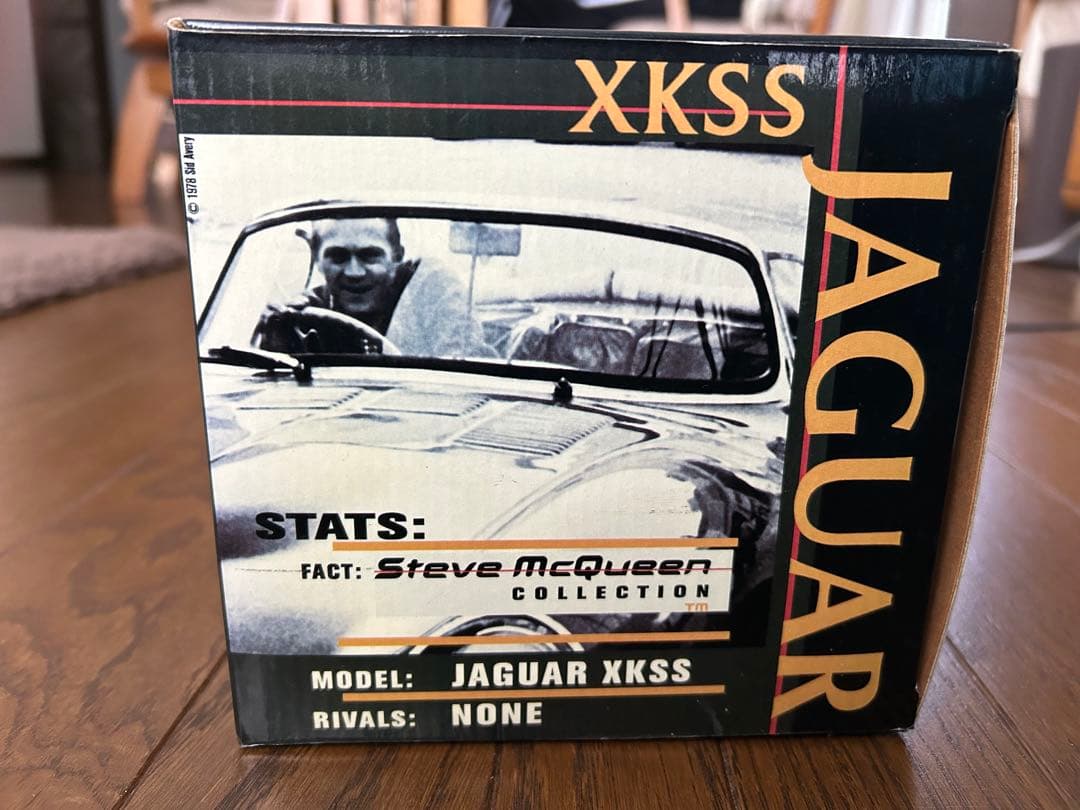 XKSS
JAGUAR
© 1978 Sid Avery
STATS:
FACT: Steve McQueen
COLLECTION
TM
MODEL: JAGUAR XKSS
RIVALS: NONE